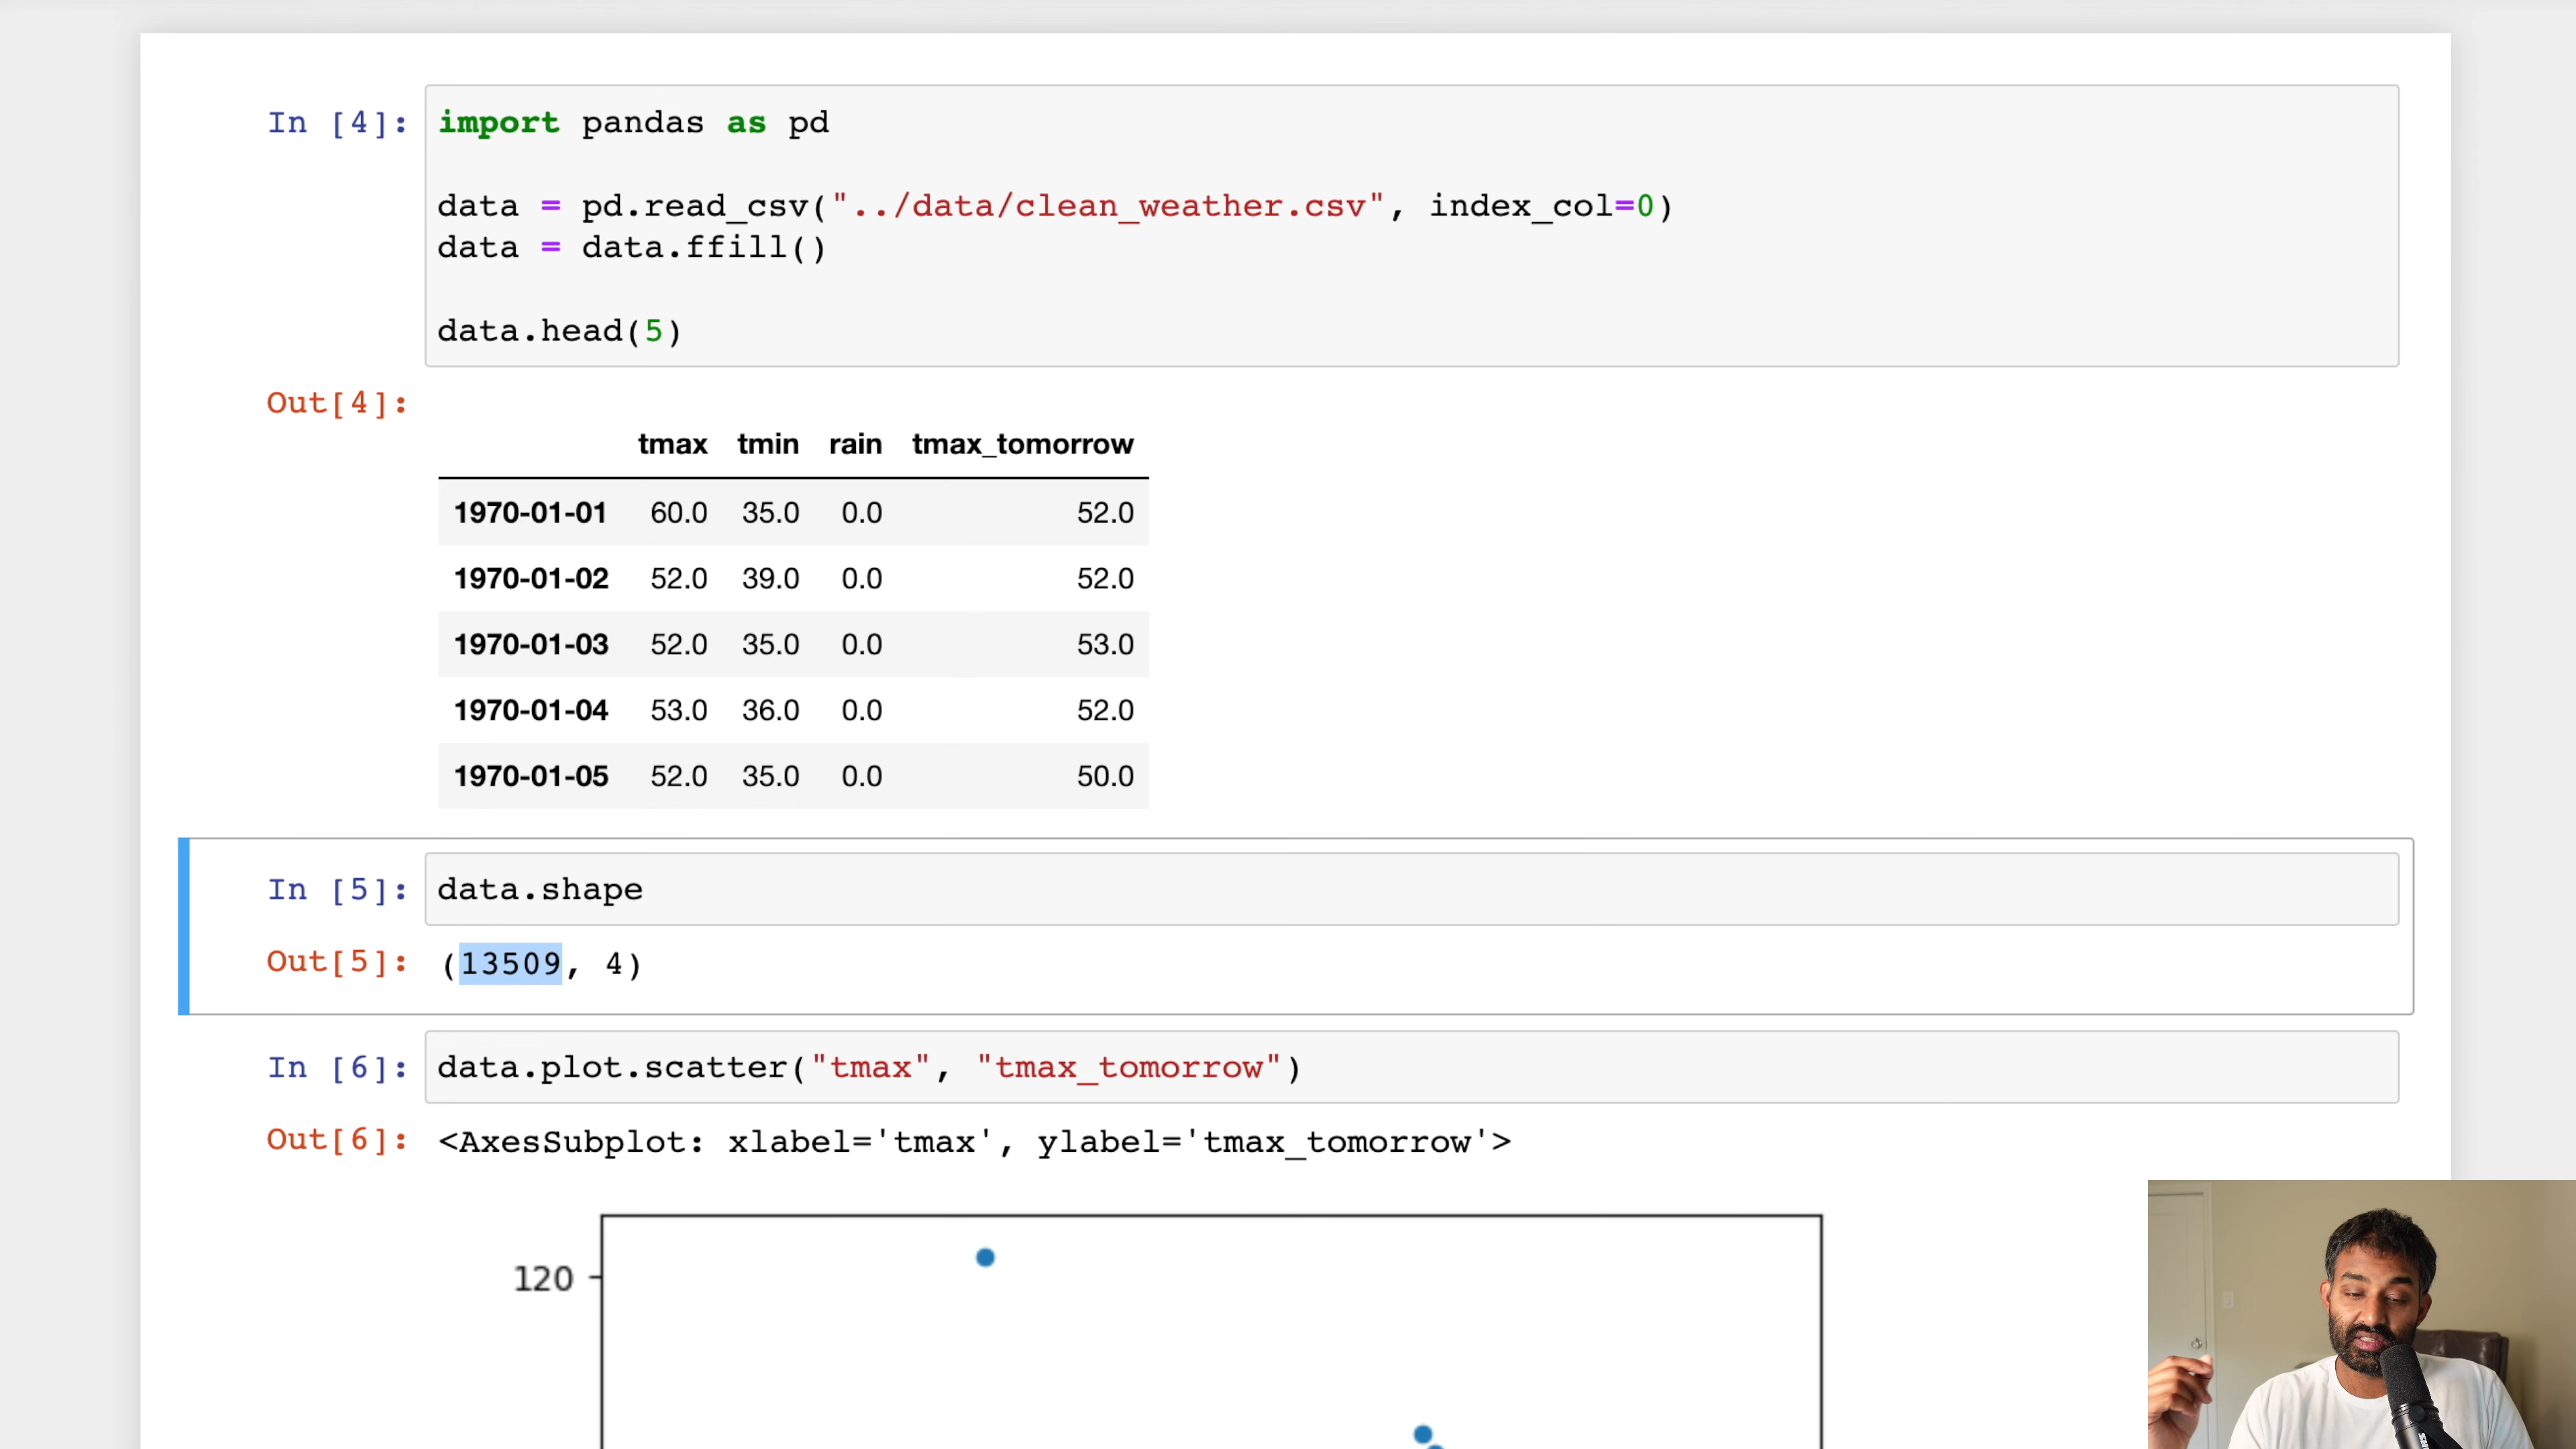 In [4]: import pandas as pd
data = pd.read_csv("../data/clean_weather.csv", index_col=0)
data = data.ffill()
data.head(5)
Out[4]:
tmax tmin rain tmax_tomorrow
1970-01-01 60.0 35.0 0.0 52.0
1970-01-02 52.0 39.0 0.0 52.0
1970-01-03 52.0 35.0 0.0 53.0
1970-01-04 53.0 36.0 0.0 52.0
1970-01-05 52.0 35.0 0.0 50.0
In [5]: data.shape
Out[5]: (13509, 4)
In [6]: data.plot.scatter("tmax", "tmax_tomorrow")
Out[6]: <AxesSubplot: xlabel='tmax', ylabel='tmax_tomorrow'>
120